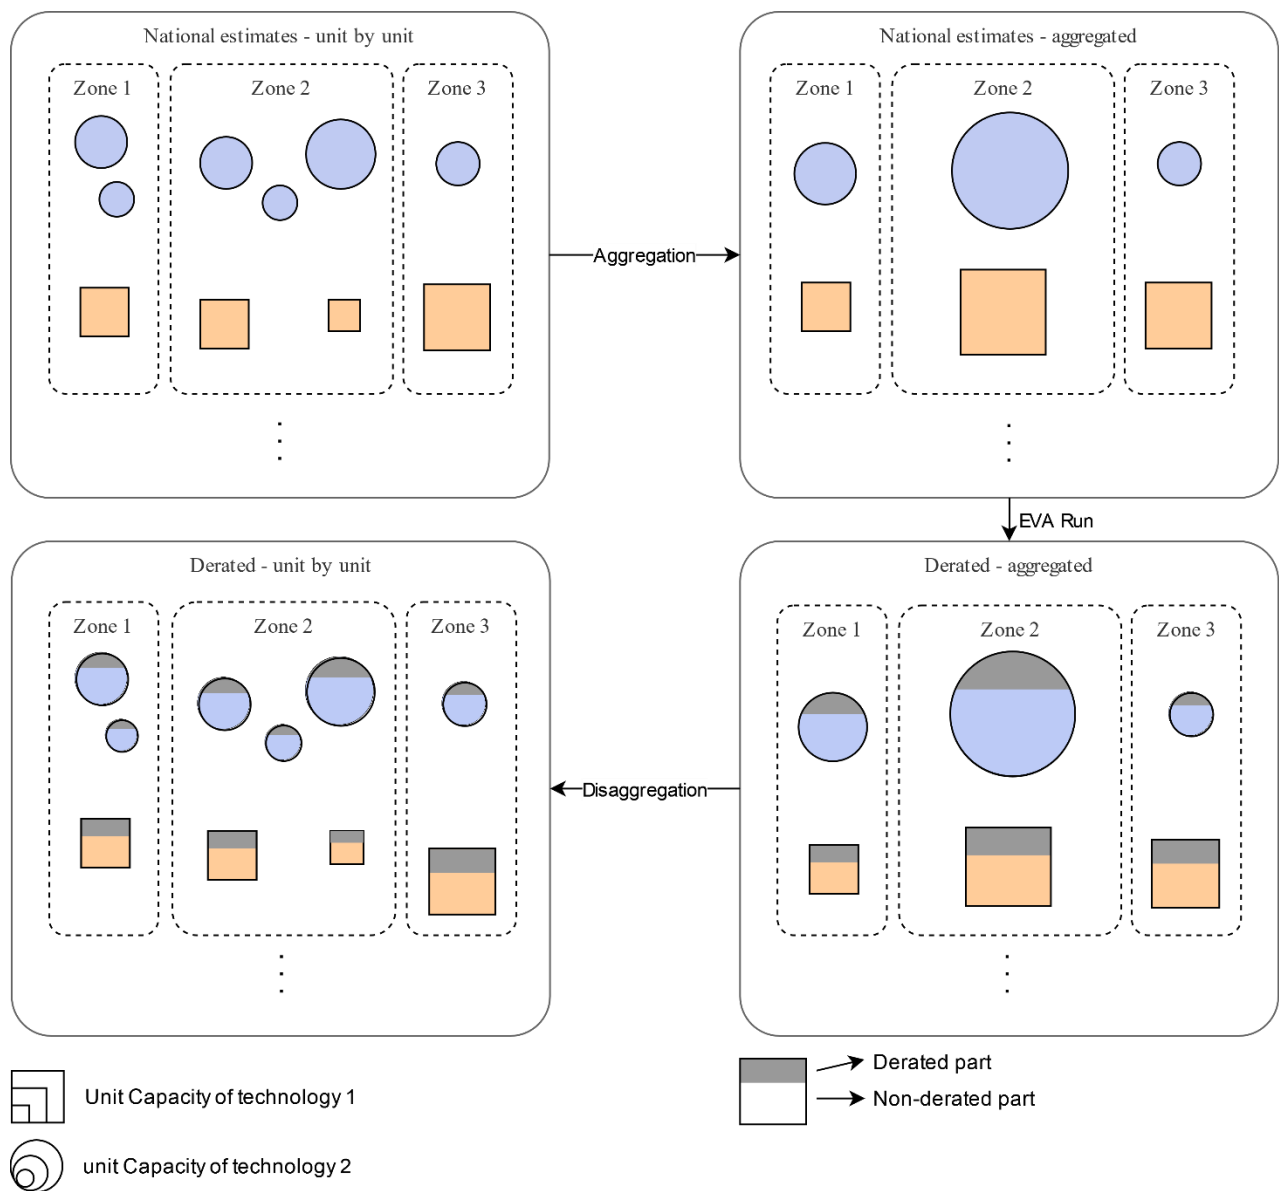 National estimates - unit by unit
Zone 1
Zone 2
Zone 3
Aggregation
National estimates - aggregated
Zone 1
Zone 2
Zone 3
EVA Run
Derated - unit by unit
Zone 1
Zone 2
Zone 3
Disaggregation
Derated - aggregated
Zone 1
Zone 2
Zone 3
Unit Capacity of technology 1
unit Capacity of technology 2
Derated part
Non-derated part